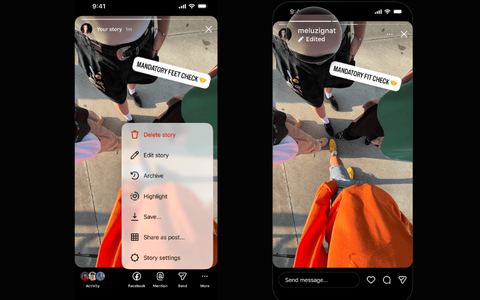 9:41
Your story 1m
MANDATORY FEET CHECK
Delete story
Edit story
Archive
Highlight
Save...
Share as post...
Story settings
Activity
Facebook
Mention
Send
More
9:41
meluzignat
Edited
MANDATORY FIT CHECK
Send message...